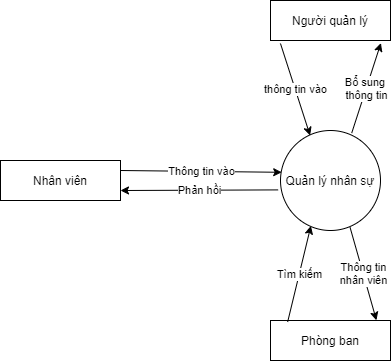 Người quản lý
thông tin vào
Bổ sung
thông tin
Nhân viên
Thông tin vào
Phản hồi
Quản lý nhân sự
Tìm kiếm
Thông tin
nhân viên
Phòng ban